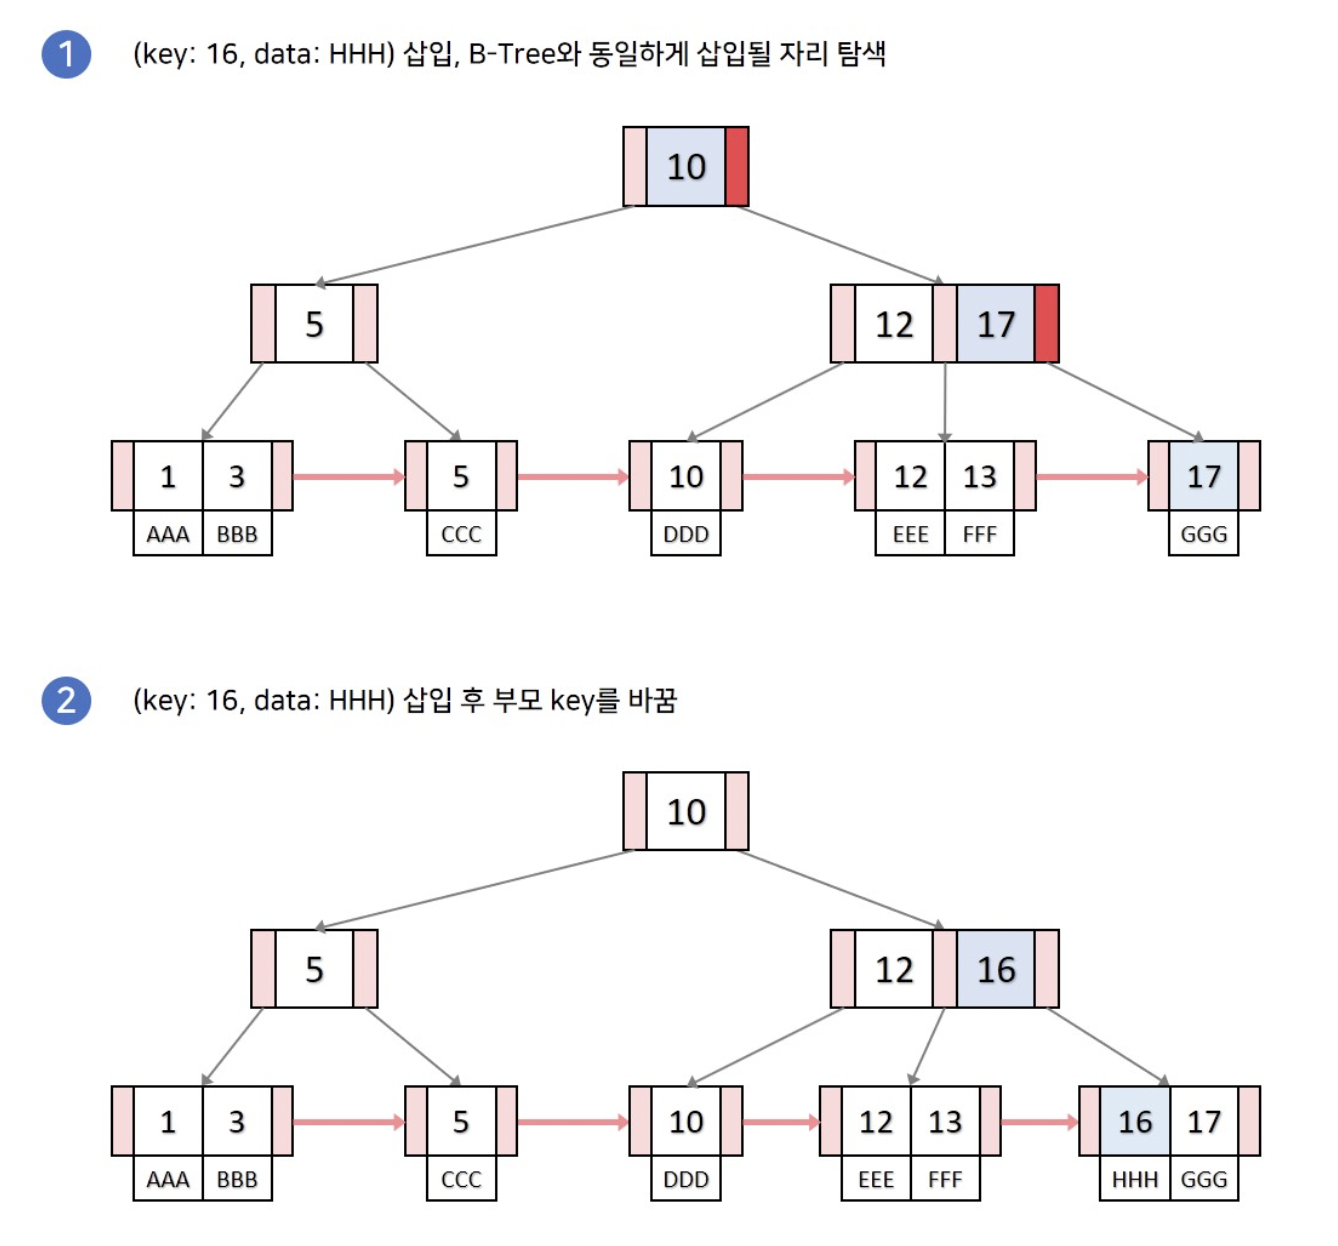 1 (key: 16, data: HHH) 삽입, B-Tree와 동일하게 삽입될 자리 탐색
10
5 12 17
1 3 5 10 12 13 17
AAA BBB CCC DDD EEE FFF GGG
2 (key: 16, data: HHH) 삽입 후 부모 key를 바꿈
10
5 12 16
1 3 5 10 12 13 16 17
AAA BBB CCC DDD EEE FFF HHH GGG